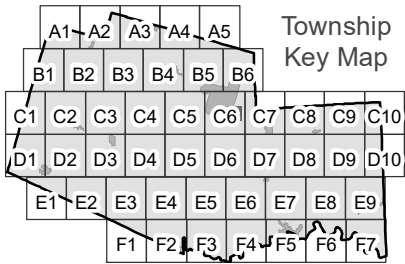 Township
Key Map
A1 A2 A3 A4 A5
B1 B2 B3 B4 B5 B6
C1 C2 C3 C4 C5 C6 C7 C8 C9 C10
D1 D2 D3 D4 D5 D6 D7 D8 D9 D10
E1 E2 E3 E4 E5 E6 E7 E8 E9
F1 F2 F3 F4 F5 F6 F7